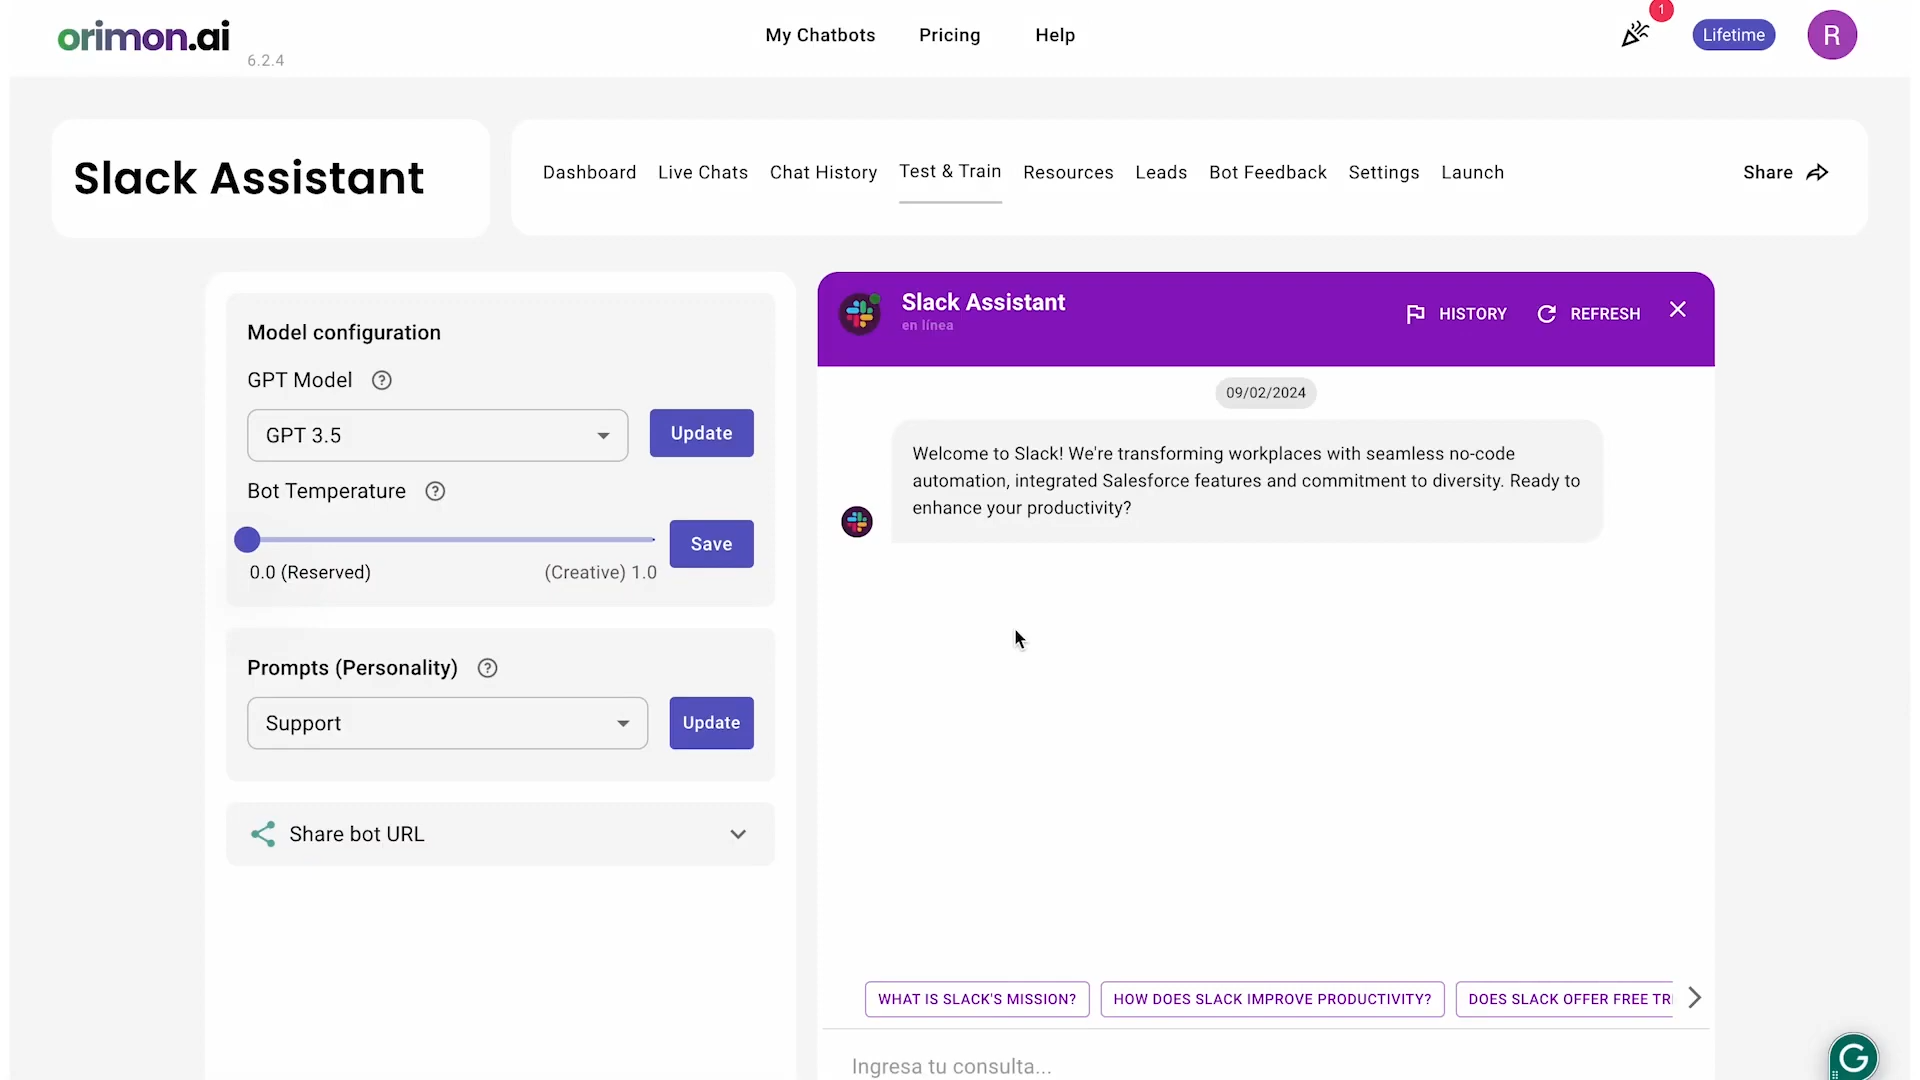 orimon.ai
6.2.4
My Chatbots
Pricing
Help
1
Lifetime
R
Slack Assistant
Dashboard
Live Chats
Chat History
Test & Train
Resources
Leads
Bot Feedback
Settings
Launch
Share
Model configuration
GPT Model
GPT 3.5
Update
Bot Temperature
0.0 (Reserved)
(Creative) 1.0
Save
Prompts (Personality)
Support
Update
Share bot URL
Slack Assistant
en línea
HISTORY
REFRESH
09/02/2024
Welcome to Slack! We're transforming workplaces with seamless no-code
automation, integrated Salesforce features and commitment to diversity. Ready to
enhance your productivity?
WHAT IS SLACK'S MISSION?
HOW DOES SLACK IMPROVE PRODUCTIVITY?
DOES SLACK OFFER FREE TRI
Ingresa tu consulta...
G